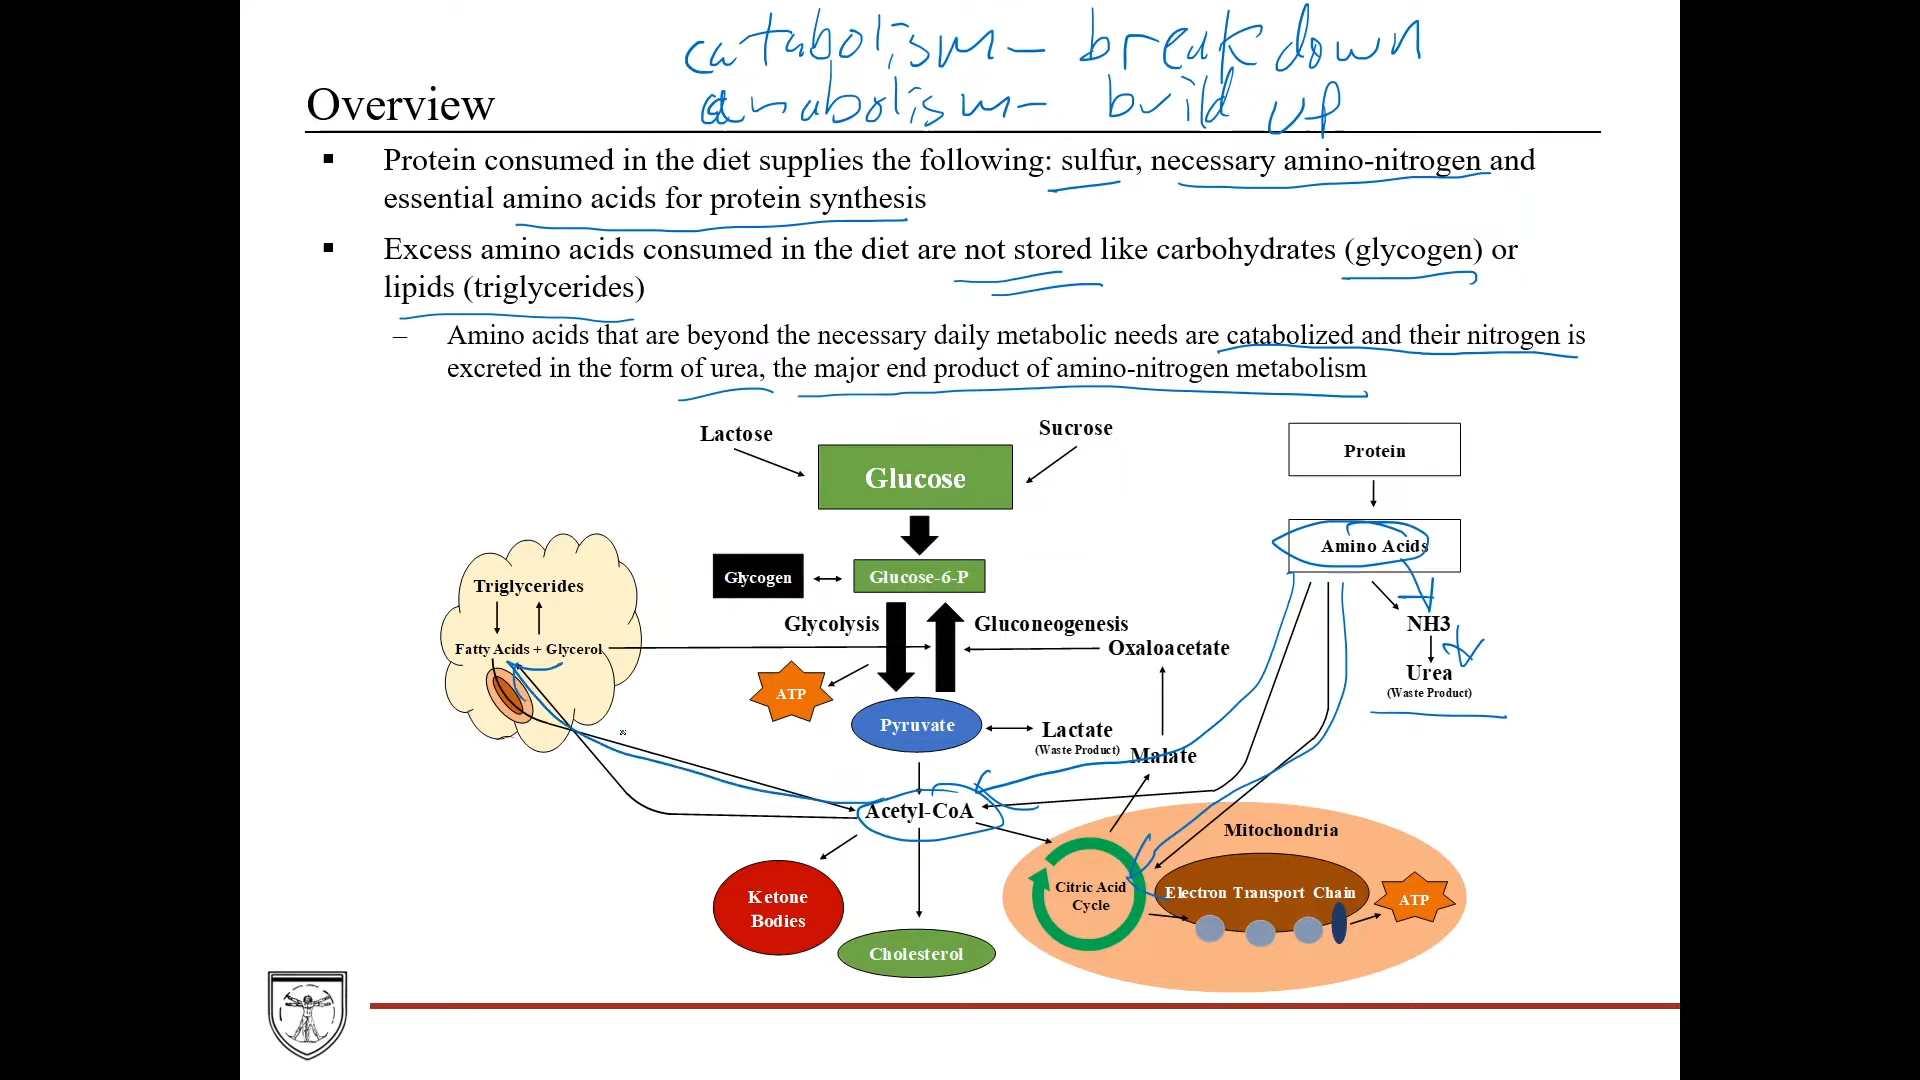 catabolism - breakdown
anabolism - build up
Overview
▪ Protein consumed in the diet supplies the following: sulfur, necessary amino-nitrogen and
essential amino acids for protein synthesis
▪ Excess amino acids consumed in the diet are not stored like carbohydrates (glycogen) or
lipids (triglycerides)
– Amino acids that are beyond the necessary daily metabolic needs are catabolized and their nitrogen is
excreted in the form of urea, the major end product of amino-nitrogen metabolism
Lactose
Sucrose
Glucose
Protein
Amino Acids
Glycogen
Glucose-6-P
Triglycerides
Glycolysis
Gluconeogenesis
NH3
Fatty Acids + Glycerol
Oxaloacetate
Urea
(Waste Product)
ATP
Pyruvate
Lactate
(Waste Product)
Malate
Acetyl-CoA
Mitochondria
Ketone
Bodies
Citric Acid
Cycle
Electron Transport Chain
ATP
Cholesterol